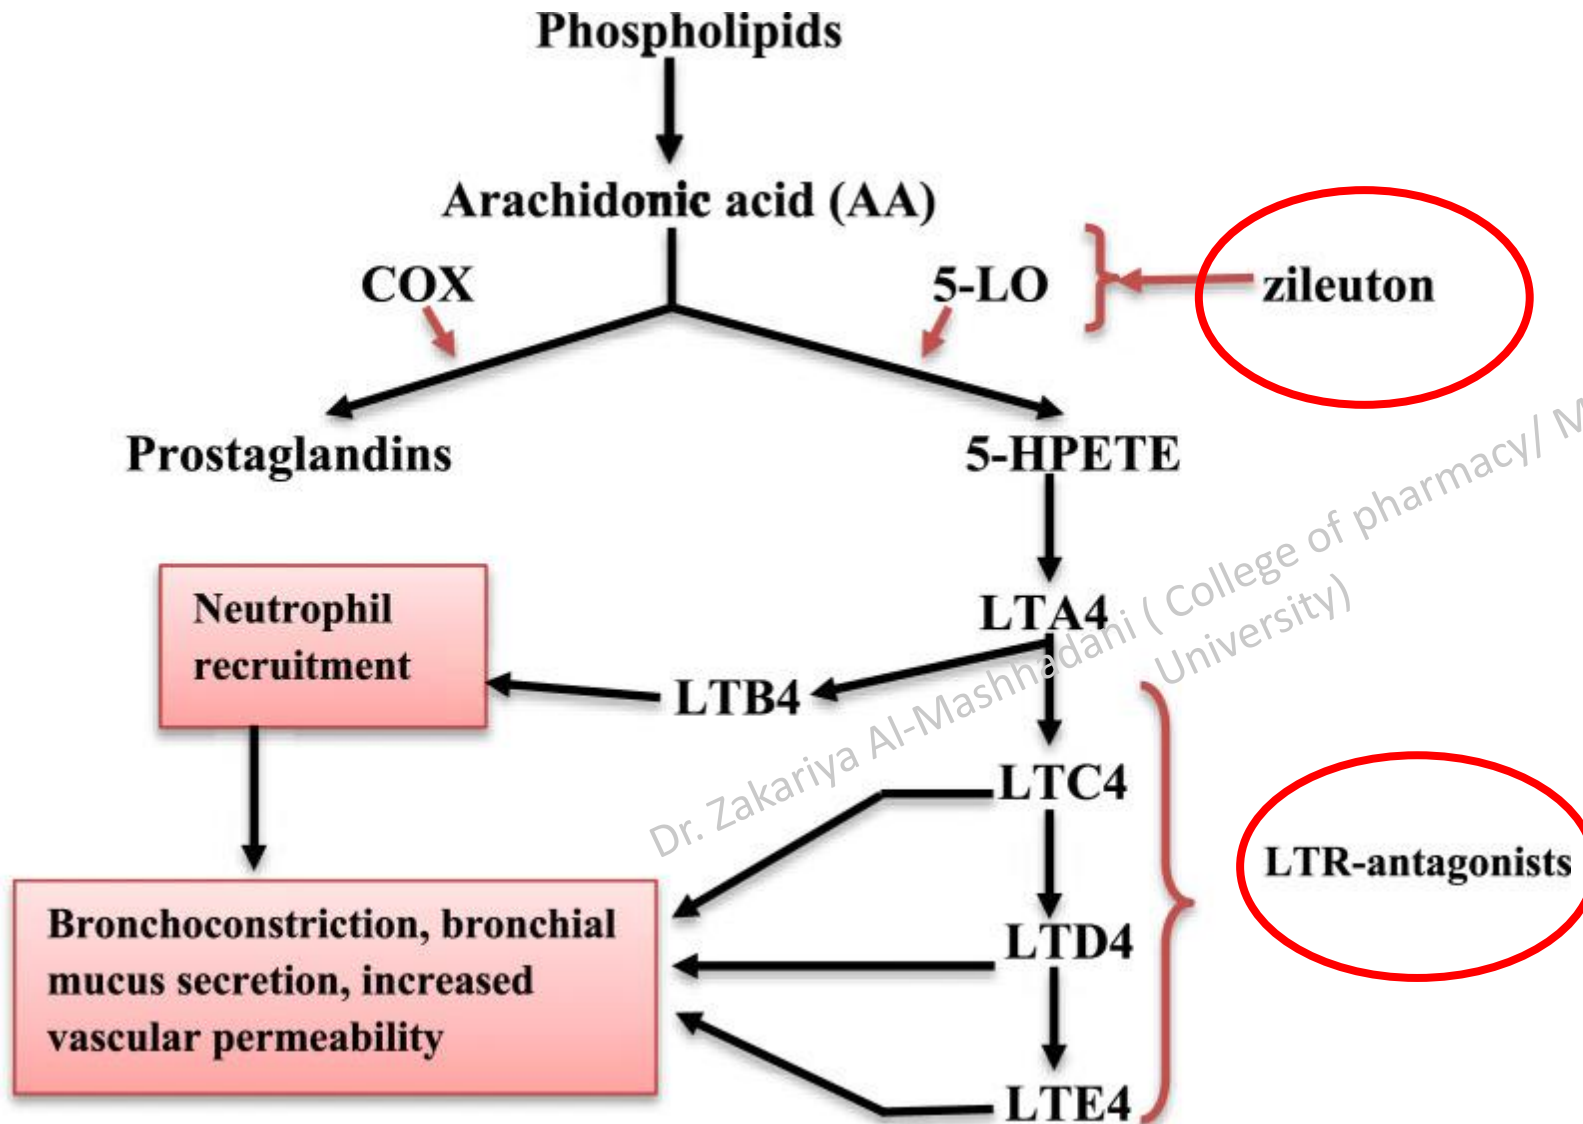 Phospholipids
Arachidonic acid (AA)
COX
5-LO
zileuton
Prostaglandins
5-HPETE
Neutrophil
recruitment
LTA4
LTB4
LTC4
LTR-antagonists
Bronchoconstriction, bronchial
mucus secretion, increased
vascular permeability
LTD4
LTE4
Dr. Zakariya Al-Mashhadani ( College of pharmacy/
University)